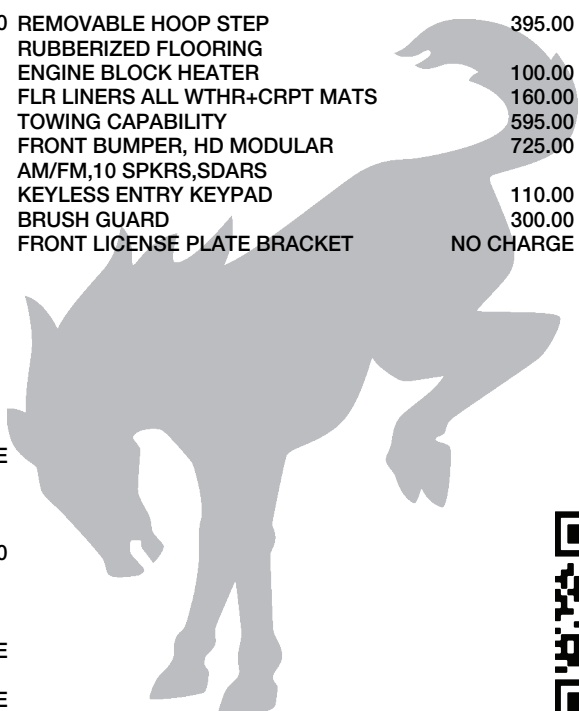 0 REMOVABLE HOOP STEP 395.00
RUBBERIZED FLOORING
ENGINE BLOCK HEATER 100.00
FLR LINERS ALL WTHR+CRPT MATS 160.00
TOWING CAPABILITY 595.00
FRONT BUMPER, HD MODULAR 725.00
AM/FM,10 SPKRS,SDARS
KEYLESS ENTRY KEYPAD 110.00
BRUSH GUARD 300.00
FRONT LICENSE PLATE BRACKET NO CHARGE
E
0
E
E